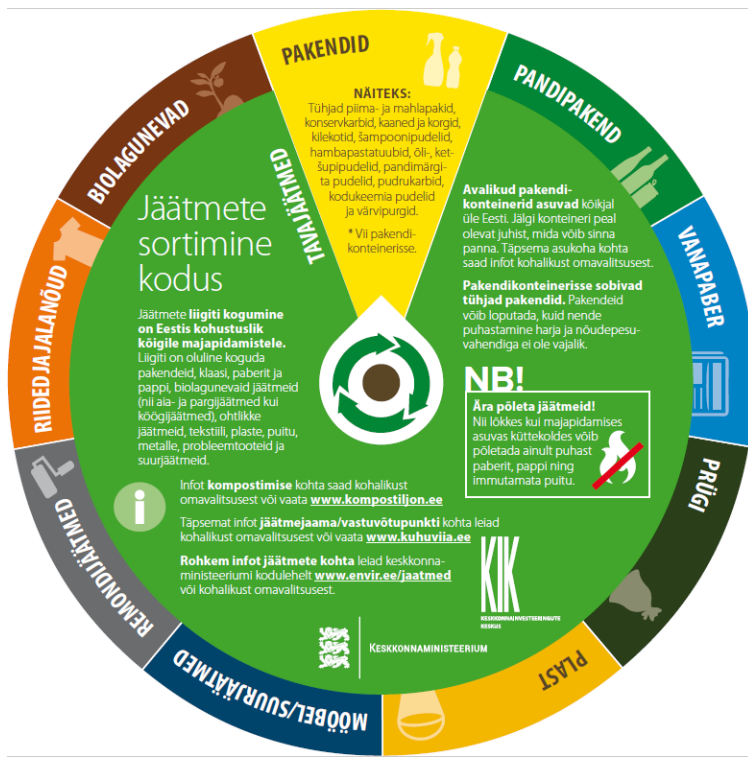 PAKENDID
NÄITEKS:
Tühjad piima- ja mahlapakid,
konservkarbid, kaaned ja korgid,
kilekotid, šampoonipudelid,
hambapastatuubid, õli-, ket-
šupipudelid, pandimärgi-
ta pudelid, pudrukarbid,
kodukeemia pudelid
ja värvipurgid.
* Vii pakendi-
konteinerisse.
TAVAJÄÄTMED
PANDIPAKEND
VANAPABER
PRÜGI
PLAST
MÖÖBEL/SUURJÄÄTMED
REMONDIJÄÄTMED
RIIDED JA JALANÕUD
BIOLAGUNEVAD
Jäätmete
sortimine
kodus
Jäätmete liigiti kogumine
on Eestis kohustuslik
kõigile majapidamistele.
Liigiti on oluline koguda
pakendeid, klaasi, paberit ja
pappi, biolagunevaid jäätmeid
(nii aia- ja pargijäätmed kui
köögijäätmed), ohtlikke
jäätmeid, tekstiili, plaste, puitu,
metalle, probleemtooteid ja
suurjäätmeid.
Avalikud pakendi-
konteinerid asuvad kõikjal
üle Eesti. Jälgi konteineri peal
olevat juhist, mida võib sinna
panna. Täpsema asukoha kohta
saad infot kohalikust omavalitsusest.
Pakendikonteinerisse sobivad
tühjad pakendid. Pakendeid
võib loputada, kuid nende
puhastamine harja ja nõudepesu-
vahendiga ei ole vajalik.
NB!
Ära põleta jäätmeid!
Nii lõkkes kui majapidamises
asuvas küttekoldes võib
põletada ainult puhast
paberit, pappi ning
immutamata puitu.
i
Infot kompostimise kohta saad kohalikust
omavalitsusest või vaata www.kompostiljon.ee
Täpsemat infot jäätmejaama/vastuvõtupunkti kohta leiad
kohalikust omavalitsusest või vaata www.kuhuviia.ee
Rohkem infot jäätmete kohta leiad keskkonna-
ministeeriumi kodulehelt www.envir.ee/jaatmed
või kohalikust omavalitsusest.
KIK
KESKKONNAINVESTEERINGUTE
KESKUS
KESKKONNAMINISTEERIUM